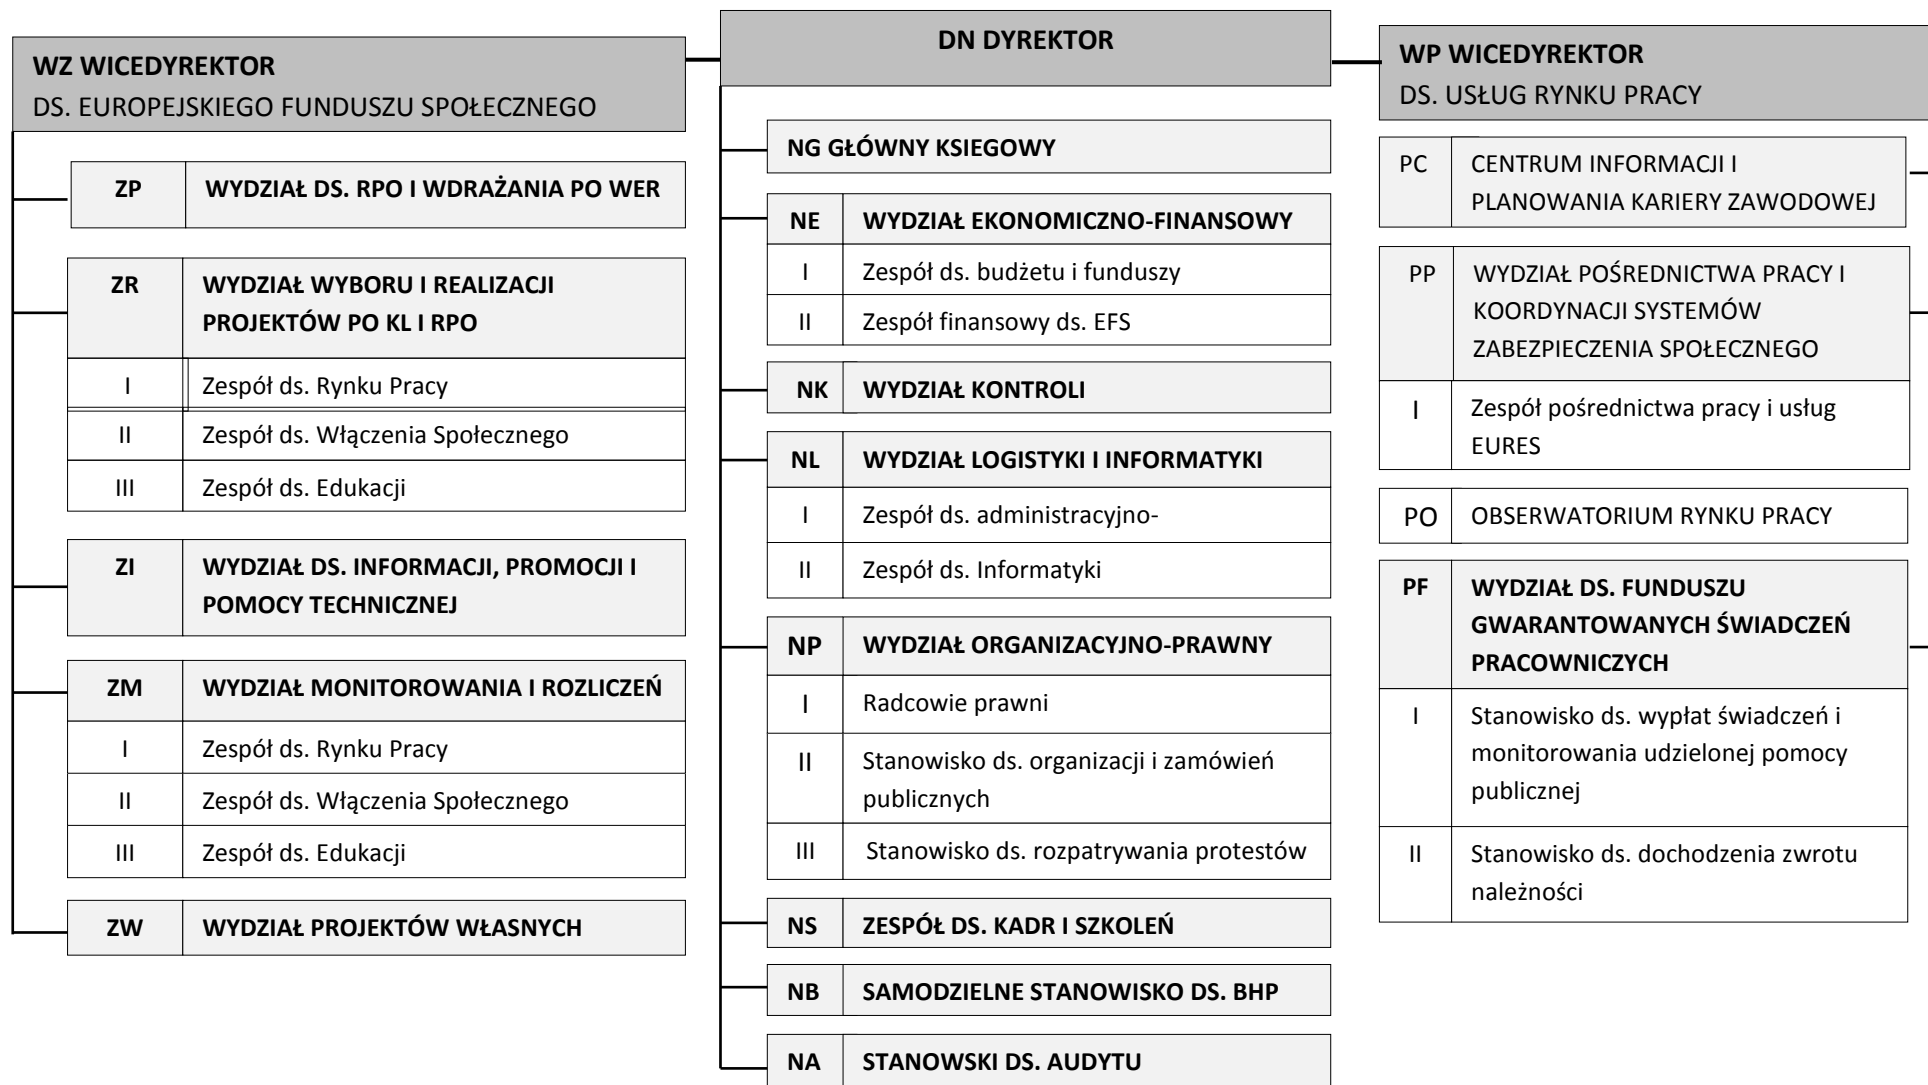 WZ WICEDYREKTOR
DS. EUROPEJSKIEGO FUNDUSZU SPOŁECZNEGO
ZP WYDZIAŁ DS. RPO I WDRAŻANIA PO WER
ZR WYDZIAŁ WYBORU I REALIZACJI
PROJEKTÓW PO KL I RPO
I Zespół ds. Rynku Pracy
II Zespół ds. Włączenia Społecznego
III Zespół ds. Edukacji
ZI WYDZIAŁ DS. INFORMACJI, PROMOCJI I
POMOCY TECHNICZNEJ
ZM WYDZIAŁ MONITOROWANIA I ROZLICZEŃ
I Zespół ds. Rynku Pracy
II Zespół ds. Włączenia Społecznego
III Zespół ds. Edukacji
ZW WYDZIAŁ PROJEKTÓW WŁASNYCH
DN DYREKTOR
NG GŁÓWNY KSIEGOWY
NE WYDZIAŁ EKONOMICZNO-FINANSOWY
I Zespół ds. budżetu i funduszy
II Zespół finansowy ds. EFS
NK WYDZIAŁ KONTROLI
NL WYDZIAŁ LOGISTYKI I INFORMATYKI
I Zespół ds. administracyjno-
II Zespół ds. Informatyki
NP WYDZIAŁ ORGANIZACYJNO-PRAWNY
I Radcowie prawni
II Stanowisko ds. organizacji i zamówień
publicznych
III Stanowisko ds. rozpatrywania protestów
NS ZESPÓŁ DS. KADR I SZKOLEŃ
NB SAMODZIELNE STANOWISKO DS. BHP
NA STANOWSKI DS. AUDYTU
WP WICEDYREKTOR
DS. USŁUG RYNKU PRACY
PC CENTRUM INFORMACJI I
PLANOWANIA KARIERY ZAWODOWEJ
PP WYDZIAŁ POŚREDNICTWA PRACY I
KOORDYNACJI SYSTEMÓW
ZABEZPIECZENIA SPOŁECZNEGO
I Zespół pośrednictwa pracy i usług
EURES
PO OBSERWATORIUM RYNKU PRACY
PF WYDZIAŁ DS. FUNDUSZU
GWARANTOWANYCH ŚWIADCZEŃ
PRACOWNICZYCH
I Stanowisko ds. wypłat świadczeń i
monitorowania udzielonej pomocy
publicznej
II Stanowisko ds. dochodzenia zwrotu
należności